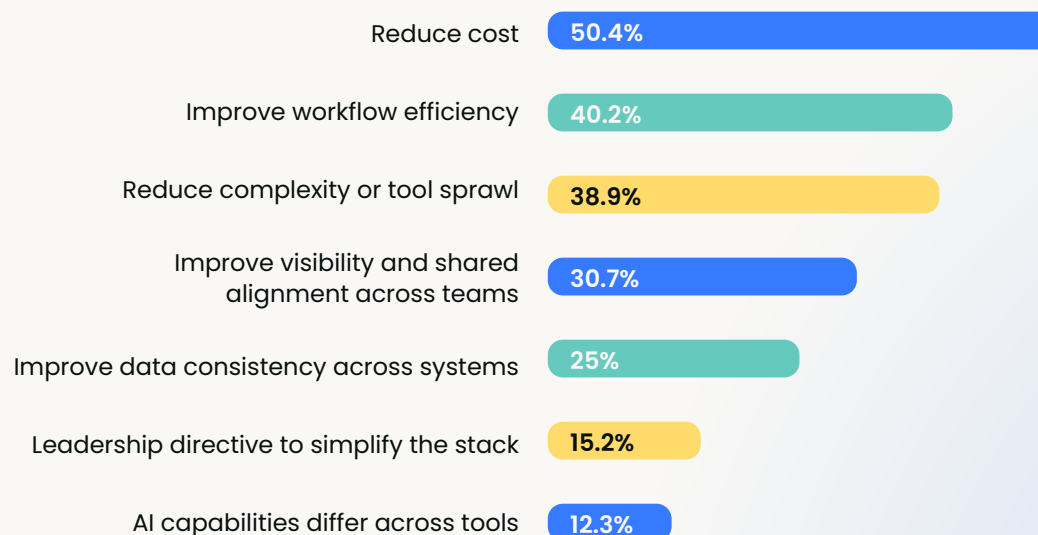 Reduce cost 50.4%
Improve workflow efficiency 40.2%
Reduce complexity or tool sprawl 38.9%
Improve visibility and shared
alignment across teams 30.7%
Improve data consistency across systems 25%
Leadership directive to simplify the stack 15.2%
AI capabilities differ across tools 12.3%